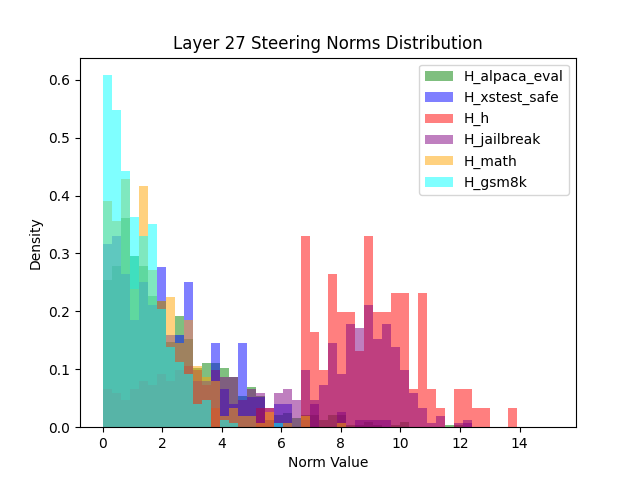 Layer 27 Steering Norms Distribution
H_alpaca_eval
H_xstest_safe
H_h
H_jailbreak
H_math
H_gsm8k
0.6
0.5
0.4
0.3
0.2
0.1
0.0
Density
0 2 4 6 8 10 12 14
Norm Value